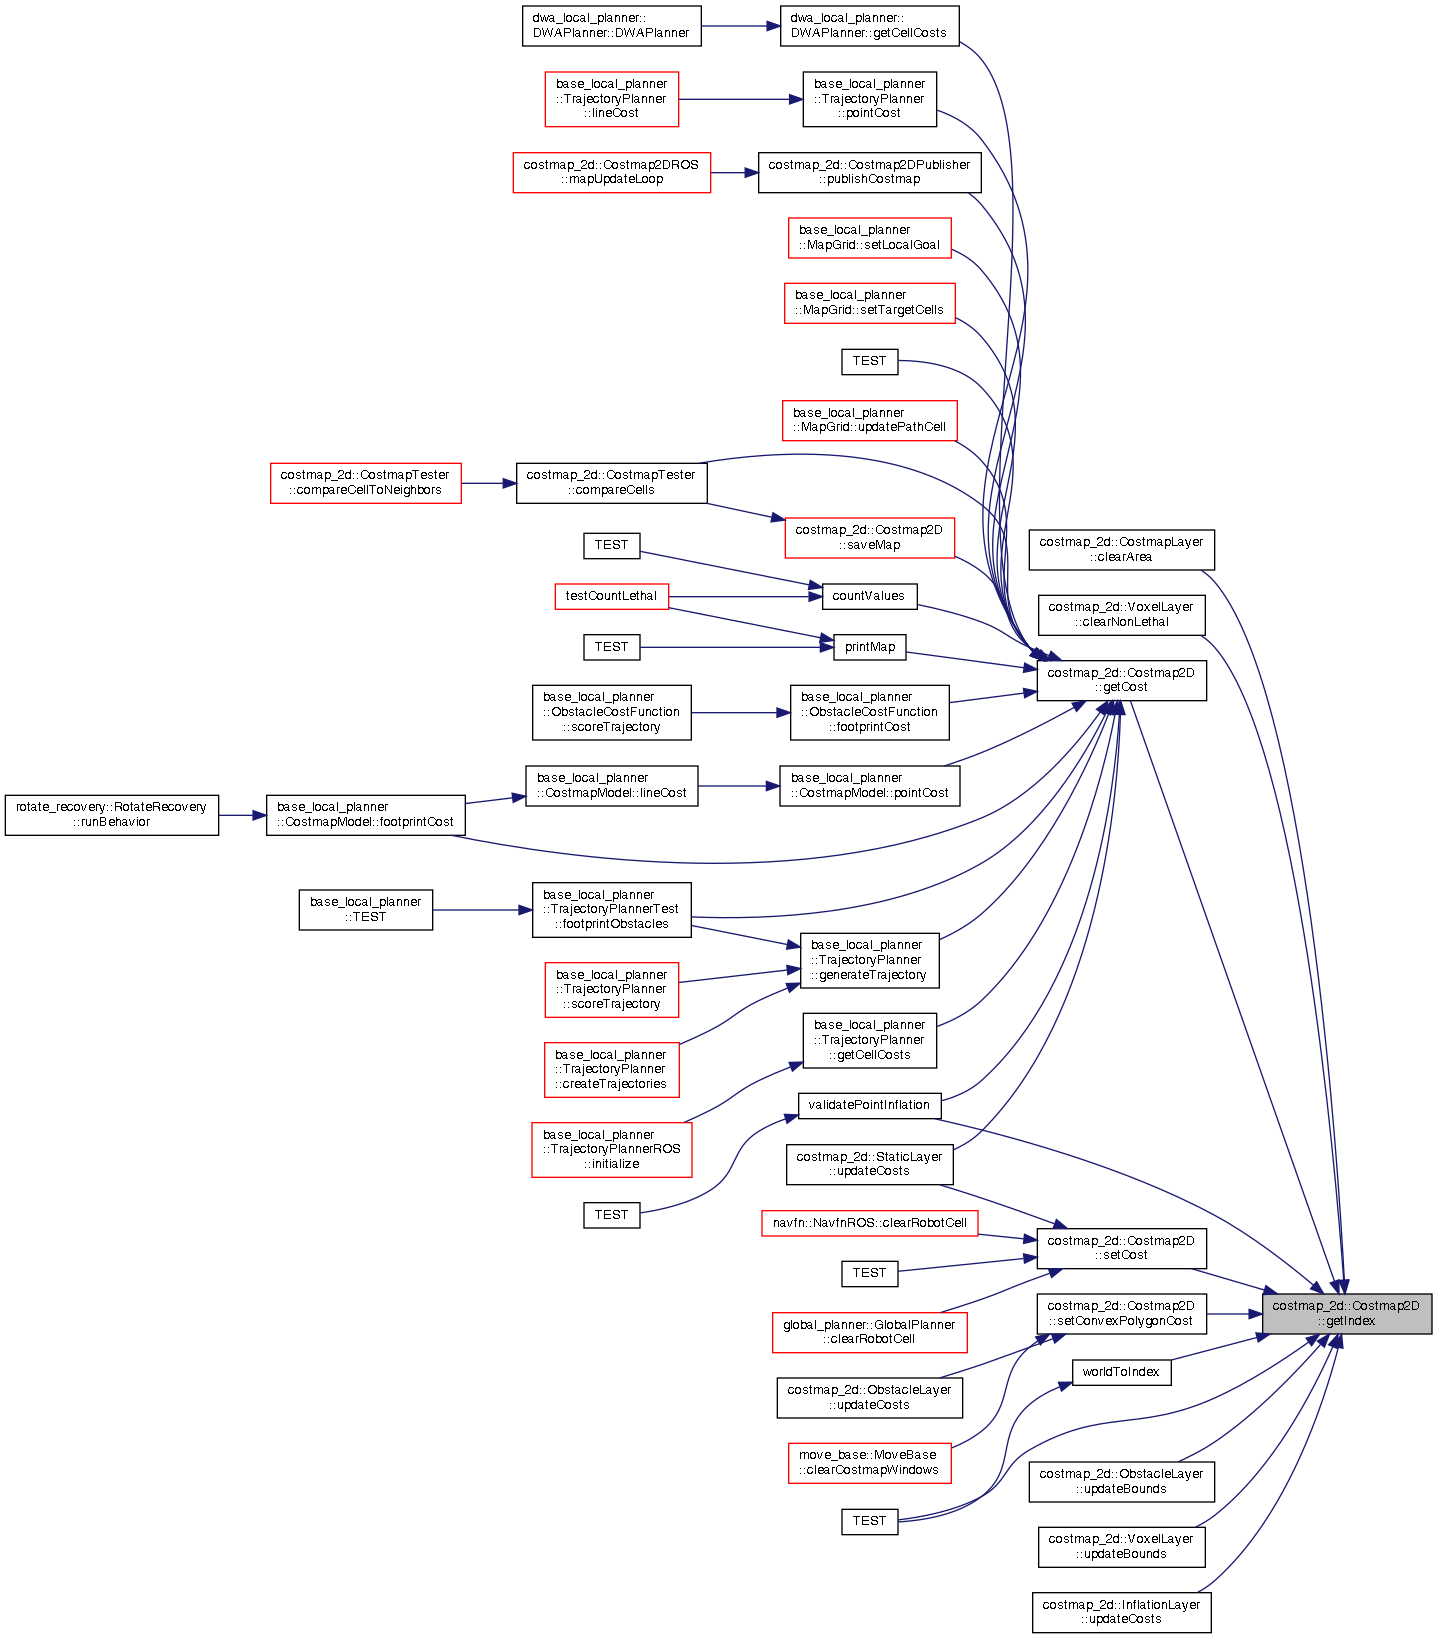 dwa_local_planner::
DWAPlanner::DWAPlanner
dwa_local_planner::
DWAPlanner::getCellCosts
base_local_planner
::TrajectoryPlanner
::lineCost
base_local_planner
::TrajectoryPlanner
::pointCost
costmap_2d::Costmap2DROS
::mapUpdateLoop
costmap_2d::Costmap2DPublisher
::publishCostmap
base_local_planner
::MapGrid::setLocalGoal
base_local_planner
::MapGrid::setTargetCells
TEST
base_local_planner
::MapGrid::updatePathCell
costmap_2d::CostmapTester
::compareCellToNeighbors
costmap_2d::CostmapTester
::compareCells
costmap_2d::Costmap2D
::saveMap
TEST
costmap_2d::CostmapLayer
::clearArea
testCountLethal
countValues
costmap_2d::VoxelLayer
::clearNonLethal
TEST
printMap
costmap_2d::Costmap2D
::getCost
base_local_planner
::ObstacleCostFunction
::scoreTrajectory
base_local_planner
::ObstacleCostFunction
::footprintCost
base_local_planner
::CostmapModel::lineCost
base_local_planner
::CostmapModel::pointCost
rotate_recovery::RotateRecovery
::runBehavior
base_local_planner
::CostmapModel::footprintCost
base_local_planner
::TEST
base_local_planner
::TrajectoryPlannerTest
::footprintObstacles
base_local_planner
::TrajectoryPlanner
::generateTrajectory
base_local_planner
::TrajectoryPlanner
::scoreTrajectory
base_local_planner
::TrajectoryPlanner
::createTrajectories
base_local_planner
::TrajectoryPlanner
::getCellCosts
validatePointInflation
base_local_planner
::TrajectoryPlannerROS
::initialize
costmap_2d::StaticLayer
::updateCosts
TEST
navfn::NavfnROS::clearRobotCell
costmap_2d::Costmap2D
::setCost
TEST
costmap_2d::Costmap2D
::setConvexPolygonCost
costmap_2d::Costmap2D
::getIndex
global_planner::GlobalPlanner
::clearRobotCell
worldToIndex
costmap_2d::ObstacleLayer
::updateCosts
move_base::MoveBase
::clearCostmapWindows
costmap_2d::ObstacleLayer
::updateBounds
TEST
costmap_2d::VoxelLayer
::updateBounds
costmap_2d::InflationLayer
::updateCosts